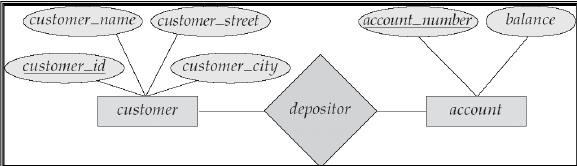 customer_name
customer_street
account_number
balance
customer_id
customer_city
customer
depositor
account